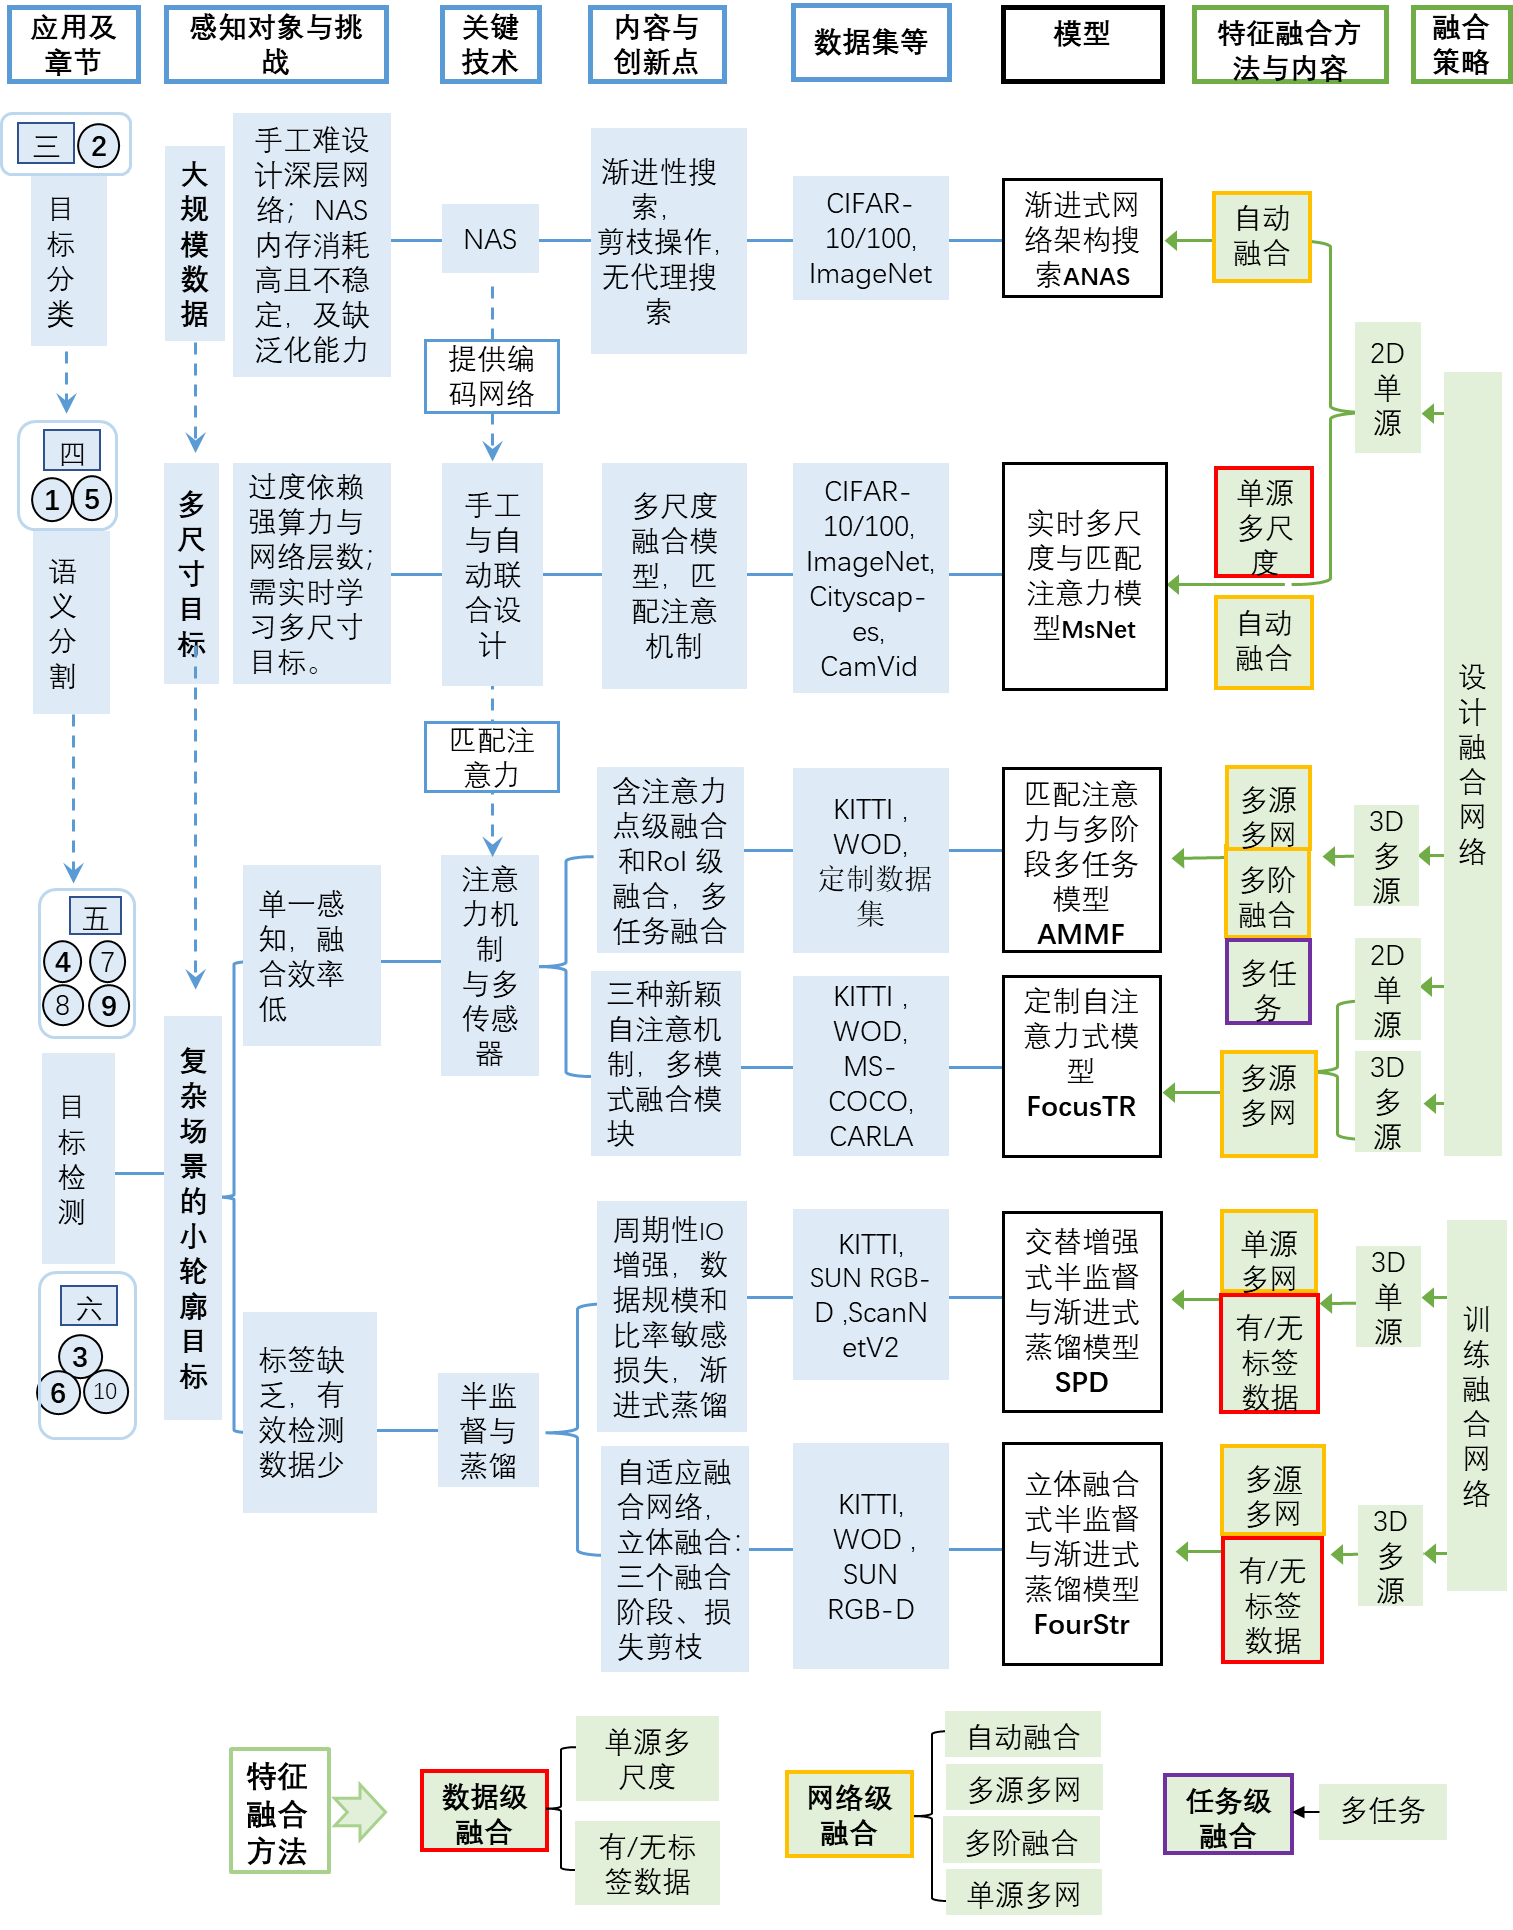 应用及
章节
感知对象与挑
战
关键
技术
内容与
创新点
数据集等
模型
特征融合方
法与内容
融合
策略
三
2
目
标
分
类
大
规
模
数
据
手工难设
计深层网
络；NAS
内存消耗
高且不稳
定，及缺
泛化能力
NAS
渐进性搜
索，
剪枝操作，
无代理搜
索
CIFAR-
10/100,
ImageNet
渐进式网
络架构搜
索ANAS
自动
融合
2D
单
源
提供编
码网络
四
1
5
语
义
分
割
多
尺
寸
目
标
过度依赖
强算力与
网络层数；
需实时学
习多尺寸
目标。
手工
与自
动联
合设
计
多尺度
融合模
型，匹
配注意
机制
CIFAR-
10/100,
ImageNet,
Cityscap-
es,
CamVid
实时多尺
度与匹配
注意力模
型MsNet
单源
多尺
度
自动
融合
设
计
融
合
网
络
匹配注
意力
五
4
7
8
9
目
标
检
测
复
杂
场
景
的
小
轮
廓
目
标
单一感
知，融
合效率
低
注意
力机
制
与多
传感
器
含注意力
点级融合
和RoI 级
融合，多
任务融合
KITTI ,
WOD,
定制数据
集
匹配注意
力与多阶
段多任务
模型
AMMF
多源
多网
多阶
融合
多任
务
3D
多
源
三种新颖
自注意机
制，多模
式融合模
块
KITTI ,
WOD,
MS-
COCO,
CARLA
定制自注
意力式模
型
FocusTR
多源
多网
2D
单
源
3D
多
源
六
3
6
10
标签缺
乏，有
效检测
数据少
半监
督与
蒸馏
周期性IO
增强，数
据规模和
比率敏感
损失，渐
进式蒸馏
KITTI,
SUN RGB-
D ,ScanN
etV2
交替增强
式半监督
与渐进式
蒸馏模型
SPD
单源
多网
有/无
标签
数据
3D
单
源
训
练
融
合
网
络
自适应融
合网络，
立体融合：
三个融合
阶段、损
失剪枝
KITTI,
WOD ,
SUN
RGB-D
立体融合
式半监督
与渐进式
蒸馏模型
FourStr
多源
多网
有/无
标签
数据
3D
多
源
特征
融合
方法
数据级
融合
单源多
尺度
有/无标
签数据
网络级
融合
自动融合
多源多网
多阶融合
单源多网
任务级
融合
多任务